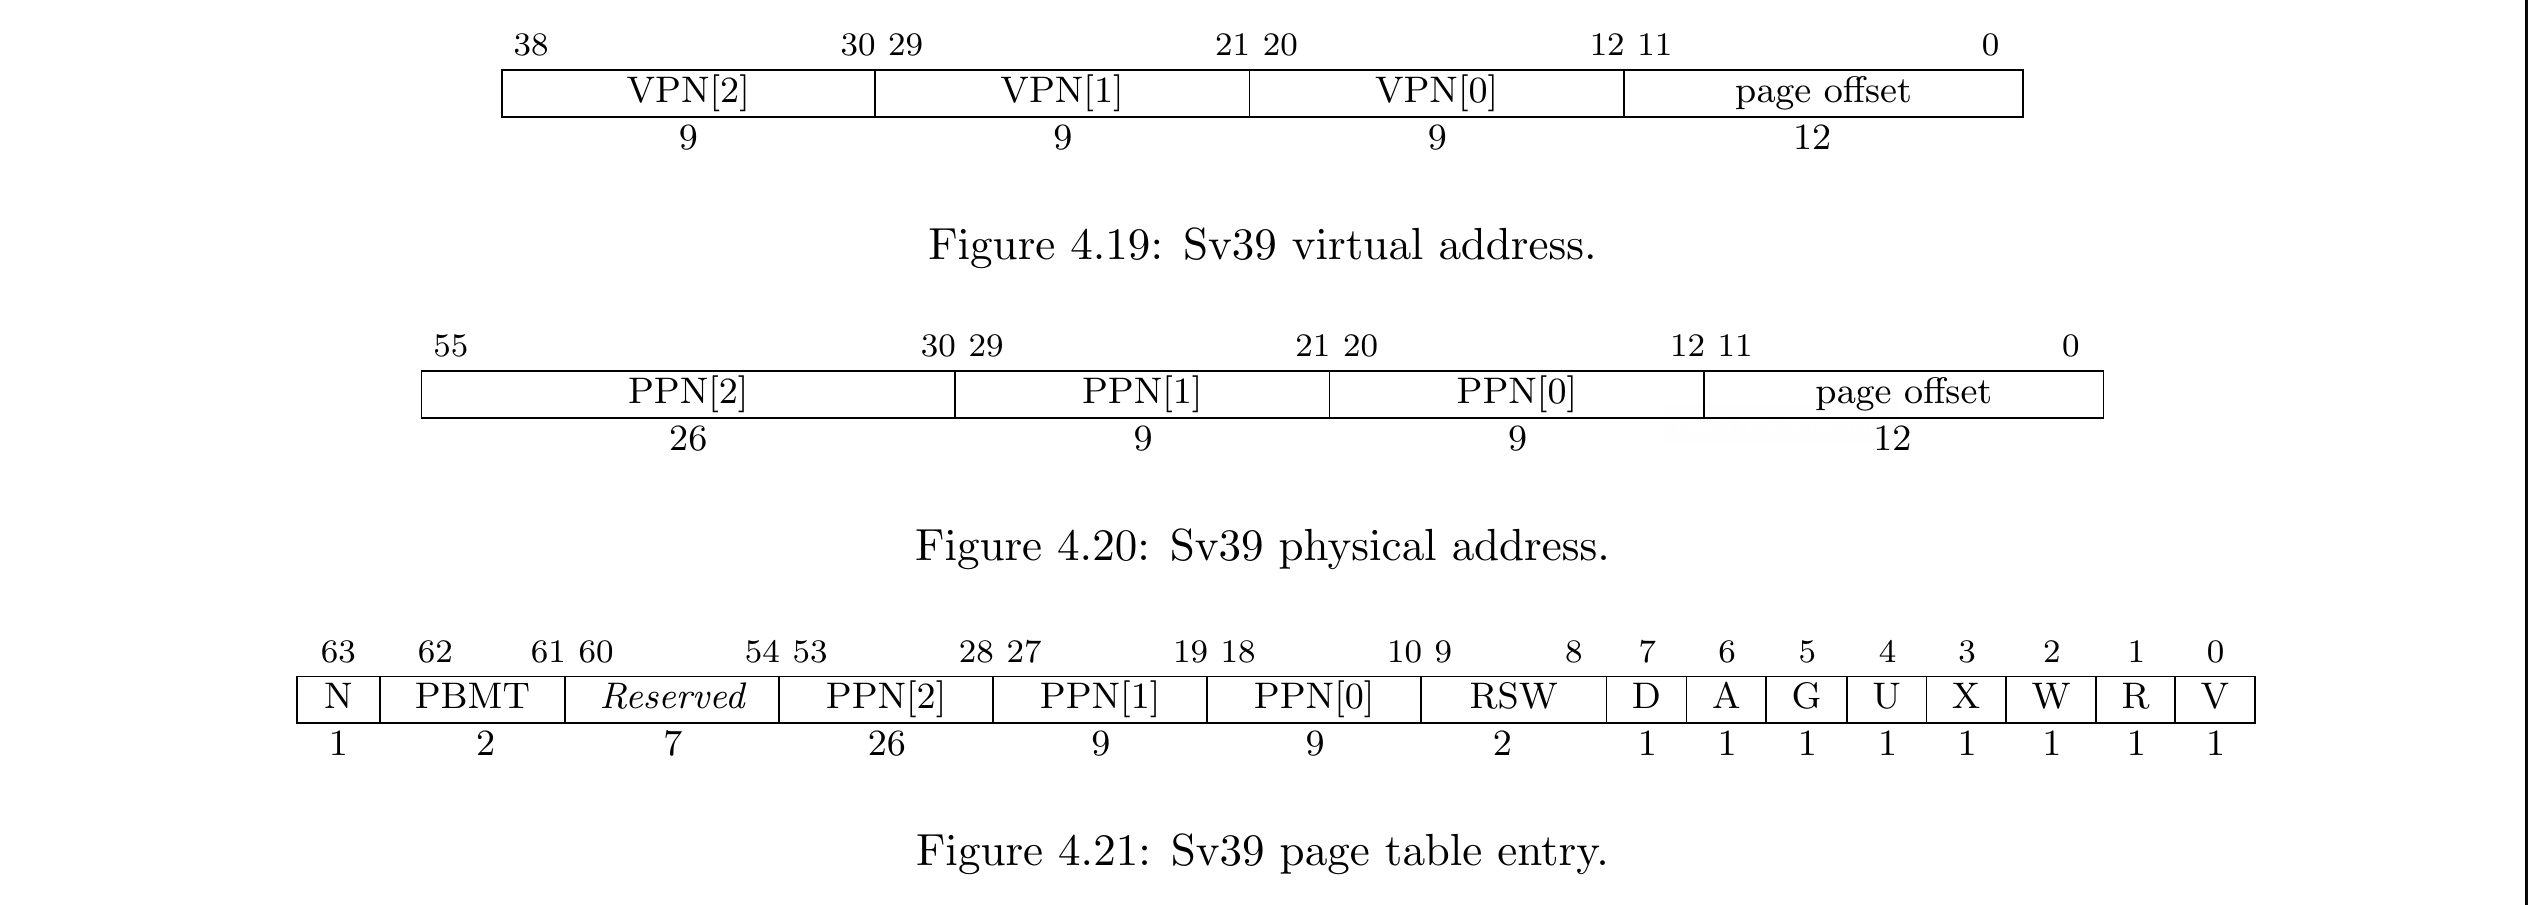 38 30 29 21 20 12 11 0
VPN[2] VPN[1] VPN[0] page offset
9 9 9 12
Figure 4.19: Sv39 virtual address.
55 30 29 21 20 12 11 0
PPN[2] PPN[1] PPN[0] page offset
26 9 9 12
Figure 4.20: Sv39 physical address.
63 62 61 60 54 53 28 27 19 18 10 9 8 7 6 5 4 3 2 1 0
N PBMT Reserved PPN[2] PPN[1] PPN[0] RSW D A G U X W R V
1 2 7 26 9 9 2 1 1 1 1 1 1 1 1
Figure 4.21: Sv39 page table entry.